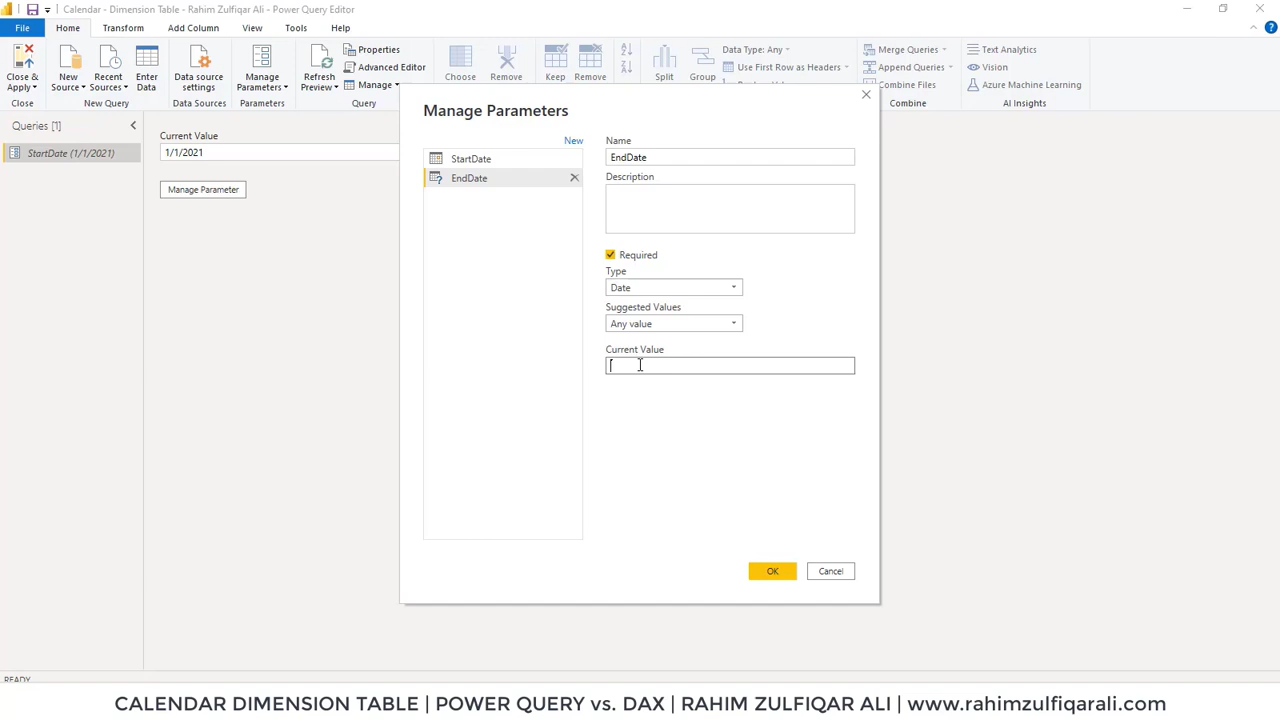 Calendar - Dimension Table - Rahim Zulfiqar Ali - Power Query Editor
File Home Transform Add Column View Tools Help
Close & Apply
New Source
Recent Sources
Enter Data
Data source settings
Manage Parameters
Refresh Preview
Properties
Advanced Editor
Manage
Choose
Remove
Keep
Remove
Split
Group
Data Type: Any
Use First Row as Headers
Merge Queries
Append Queries
Combine Files
Text Analytics
Vision
Azure Machine Learning
Close
New Query
Data Sources
Parameters
Query
Combine
AI Insights
Queries [1]
StartDate (1/1/2021)
Current Value
1/1/2021
Manage Parameter
Manage Parameters
New
StartDate
EndDate
Name
EndDate
Description
Required
Type
Date
Suggested Values
Any value
Current Value
OK
Cancel
READY
CALENDAR DIMENSION TABLE | POWER QUERY vs. DAX | RAHIM ZULFIQAR ALI | www.rahimzulfiqarali.com